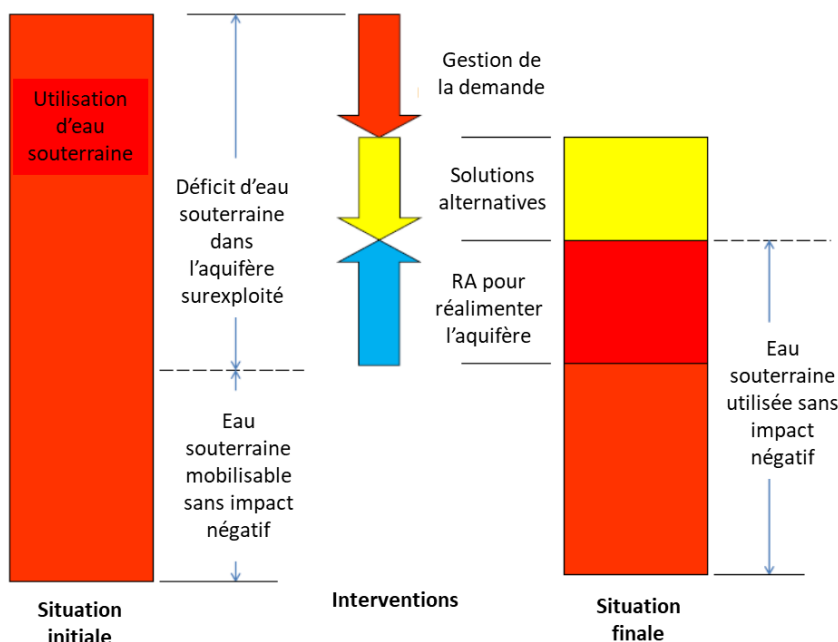 Utilisation
d’eau
souterraine
Déficit d’eau
souterraine
dans
l’aquifère
surexploité
Eau
souterraine
mobilisable
sans impact
négatif
Gestion de
la demande
Solutions
alternatives
RA pour
réalimenter
l’aquifère
Eau
souterraine
utilisée sans
impact
négatif
Situation
initiale
Interventions
Situation
finale